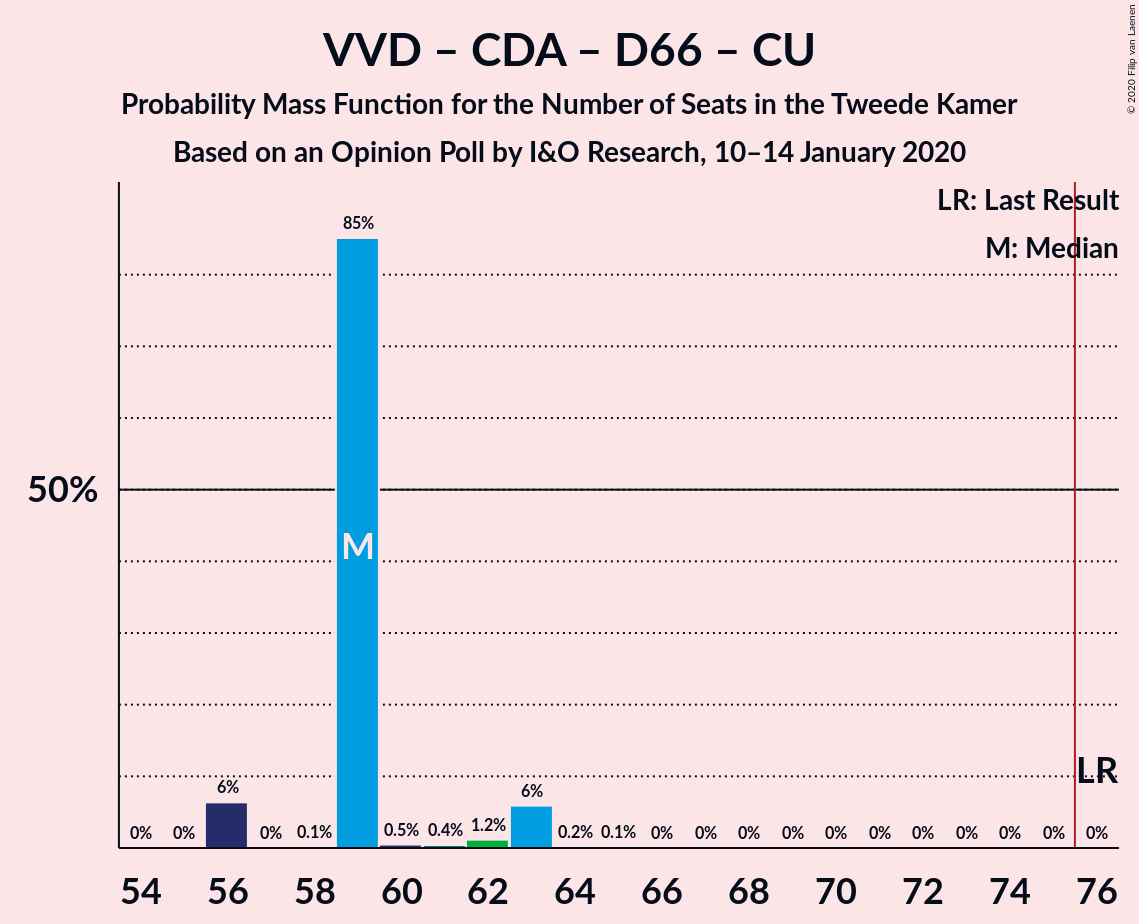 VVD – CDA – D66 – CU
Probability Mass Function for the Number of Seats in the Tweede Kamer
Based on an Opinion Poll by I&O Research, 10–14 January 2020
© 2020 Filip van Laenen
LR: Last Result
M: Median
85%
50%
M
LR
0% 0% 6% 0% 0.1% 0.5% 0.4% 1.2% 6% 0.2% 0.1% 0% 0% 0% 0% 0% 0% 0% 0% 0% 0% 0%
54 56 58 60 62 64 66 68 70 72 74 76